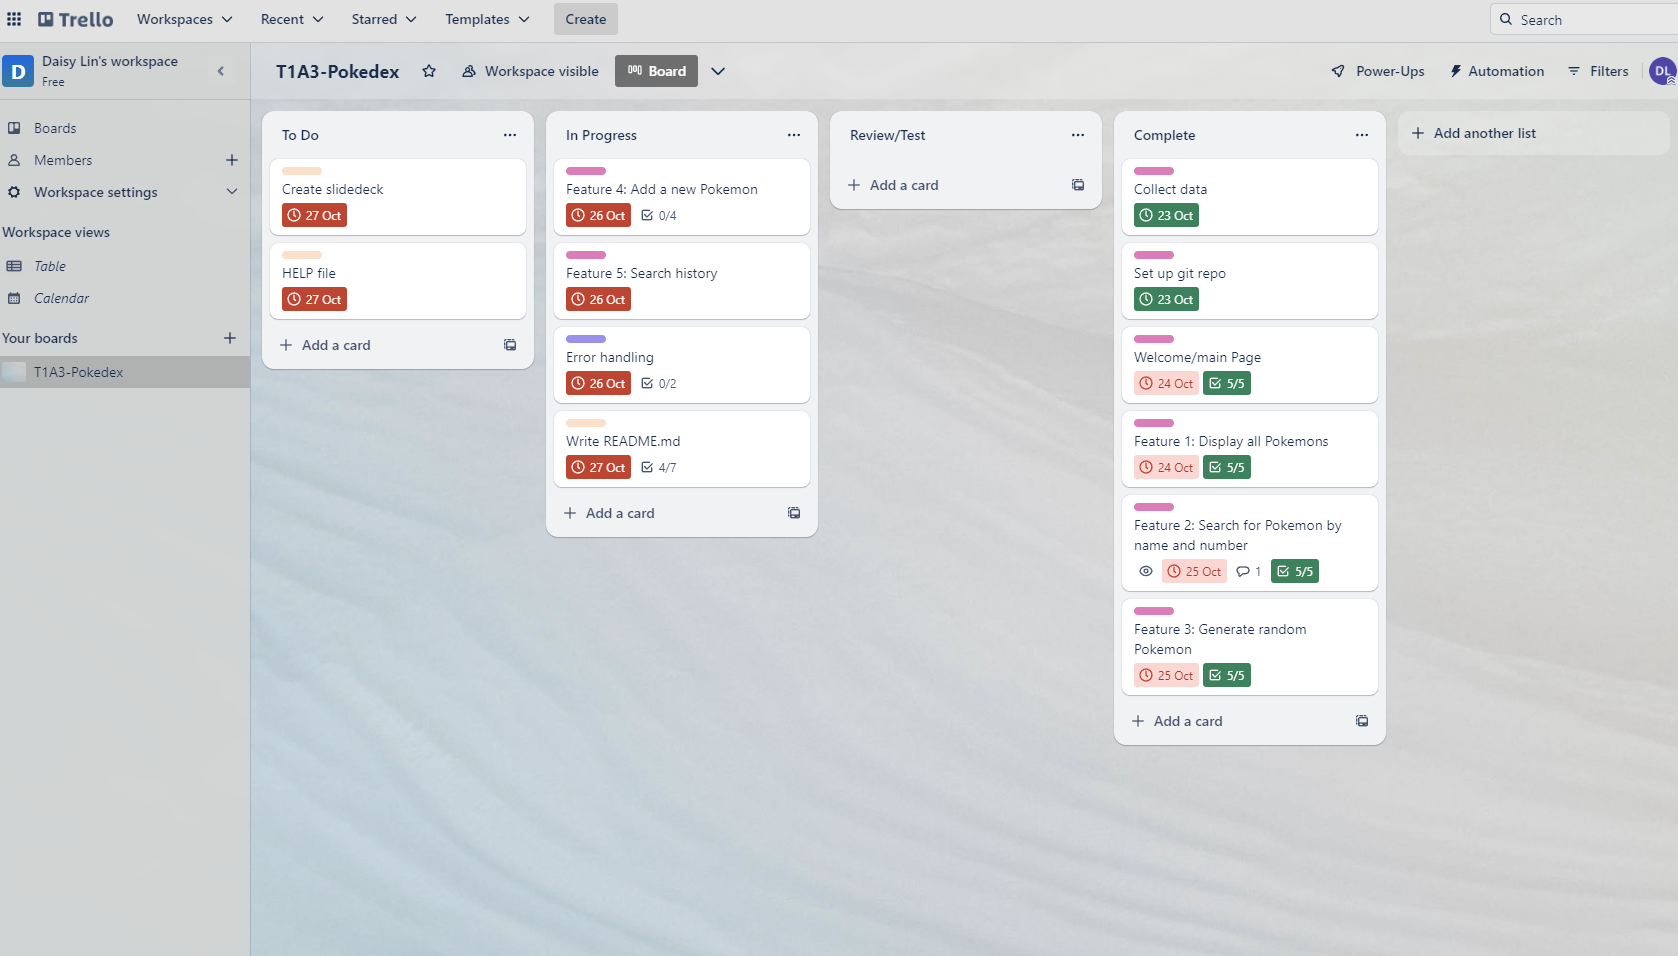 Trello
Workspaces
Recent
Starred
Templates
Create
Search
D
Daisy Lin's workspace
Free
T1A3-Pokedex
Workspace visible
Board
Power-Ups
Automation
Filters
DL
Boards
Members
Workspace settings
Workspace views
Table
Calendar
Your boards
T1A3-Pokedex
To Do
Create slidedeck
27 Oct
HELP file
27 Oct
Add a card
In Progress
Feature 4: Add a new Pokemon
26 Oct 0/4
Feature 5: Search history
26 Oct
Error handling
26 Oct 0/2
Write README.md
27 Oct 4/7
Add a card
Review/Test
Add a card
Complete
Collect data
23 Oct
Set up git repo
23 Oct
Welcome/main Page
24 Oct 5/5
Feature 1: Display all Pokemons
24 Oct 5/5
Feature 2: Search for Pokemon by
name and number
25 Oct 1 5/5
Feature 3: Generate random
Pokemon
25 Oct 5/5
Add a card
Add another list